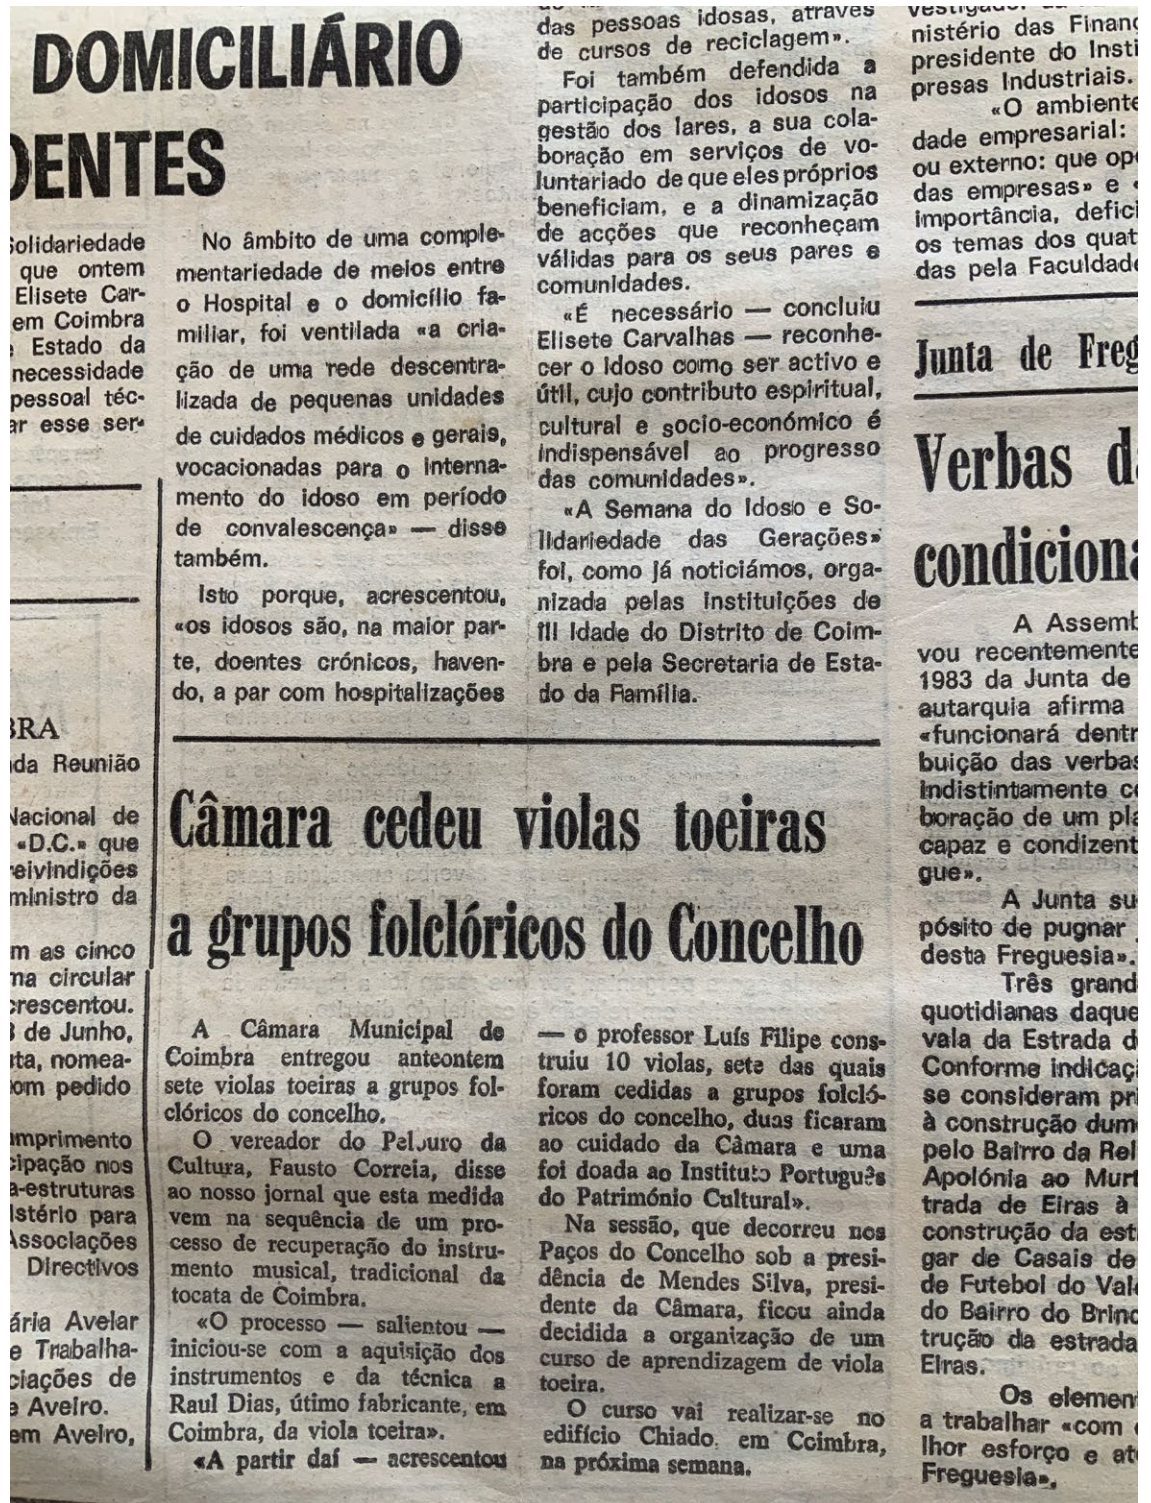 DOMICILIÁRIO
DENTES
Solidariedade
que ontem
Elisete Car-
em Coimbra
Estado da
necessidade
pessoal téc-
ar esse ser-
BRA
da Reunião
Nacional de
«D.C.» que
reivindições
ministro da
m as cinco
ma circular
crescentou.
de Junho,
ta, nomea-
om pedido
mprimento
cipação nos
a-estruturas
istério para
Associações
Directivos
ária Avelar
e Trabalha-
ciações de
e Aveiro.
em Aveiro,
No âmbito de uma comple-
mentariedade de meios entre
o Hospital e o domicílio fa-
miliar, foi ventilada «a cria-
ção de uma rede descentra-
lizada de pequenas unidades
de cuidados médicos e gerais,
vocacionadas para o interna-
mento do idoso em período
de convalescença» — disse
também.
Isto porque, acrescentou,
«os idosos são, na maior par-
te, doentes crónicos, haven-
do, a par com hospitalizações
das pessoas idosas, através
de cursos de reciclagem».
Foi também defendida a
participação dos idosos na
gestão dos lares, a sua cola-
boração em serviços de vo-
luntariado de que eles próprios
beneficiam, e a dinamização
de acções que reconheçam
válidas para os seus pares e
comunidades.
«É necessário — concluiu
Elisete Carvalhas — reconhe-
cer o idoso como ser activo e
útil, cujo contributo espiritual,
cultural e socio-económico é
indispensável ao progresso
das comunidades».
«A Semana do Idoso e So-
lidariedade das Gerações»
foi, como já noticiámos, orga-
nizada pelas Instituições de
III Idade do Distrito de Coim-
bra e pela Secretaria de Esta-
do da Família.
Câmara cedeu violas toeiras
a grupos folclóricos do Concelho
A Câmara Municipal de
Coimbra entregou anteontem
sete violas toeiras a grupos fol-
clóricos do concelho.
O vereador do Pelouro da
Cultura, Fausto Correia, disse
ao nosso jornal que esta medida
vem na sequência de um pro-
cesso de recuperação do instru-
mento musical, tradicional da
tocata de Coimbra.
«O processo — salientou —
iniciou-se com a aquisição dos
instrumentos e da técnica a
Raul Dias, útimo fabricante, em
Coimbra, da viola toeira».
«A partir daí — acrescentou
— o professor Luís Filipe cons-
truiu 10 violas, sete das quais
foram cedidas a grupos folcló-
ricos do concelho, duas ficaram
ao cuidado da Câmara e uma
foi doada ao Instituto Português
do Património Cultural».
Na sessão, que decorreu nos
Paços do Concelho sob a presi-
dência de Mendes Silva, presi-
dente da Câmara, ficou ainda
decidida a organização de um
curso de aprendizagem de viola
toeira.
O curso vai realizar-se no
edifício Chiado, em Coimbra,
na próxima semana.
nistério das Finanç
presidente do Insti
presas Industriais.
«O ambiente
dade empresarial:
ou externo: que op
das empresas» e
importância, defici
os temas dos quat
das pela Faculdade
Junta de Freg
Verbas d
condiciona
A Assemb
vou recentemente
1983 da Junta de
autarquia afirma
«funcionará dentr
buição das verbas
indistintamente c
boração de um pla
capaz e condizent
gue».
A Junta su
pósito de pugnar
desta Freguesia».
Três grand
quotidianas daque
vala da Estrada d
Conforme indicaç
se consideram pri
à construção dum
pelo Bairro da Rel
Apolónia ao Murt
trada de Eiras à
construção da est
gar de Casais de
de Futebol do Val
do Bairro do Brinc
trução da estrada
Eiras.
Os elemen
a trabalhar «com
lhor esforço e at
Freguesia».